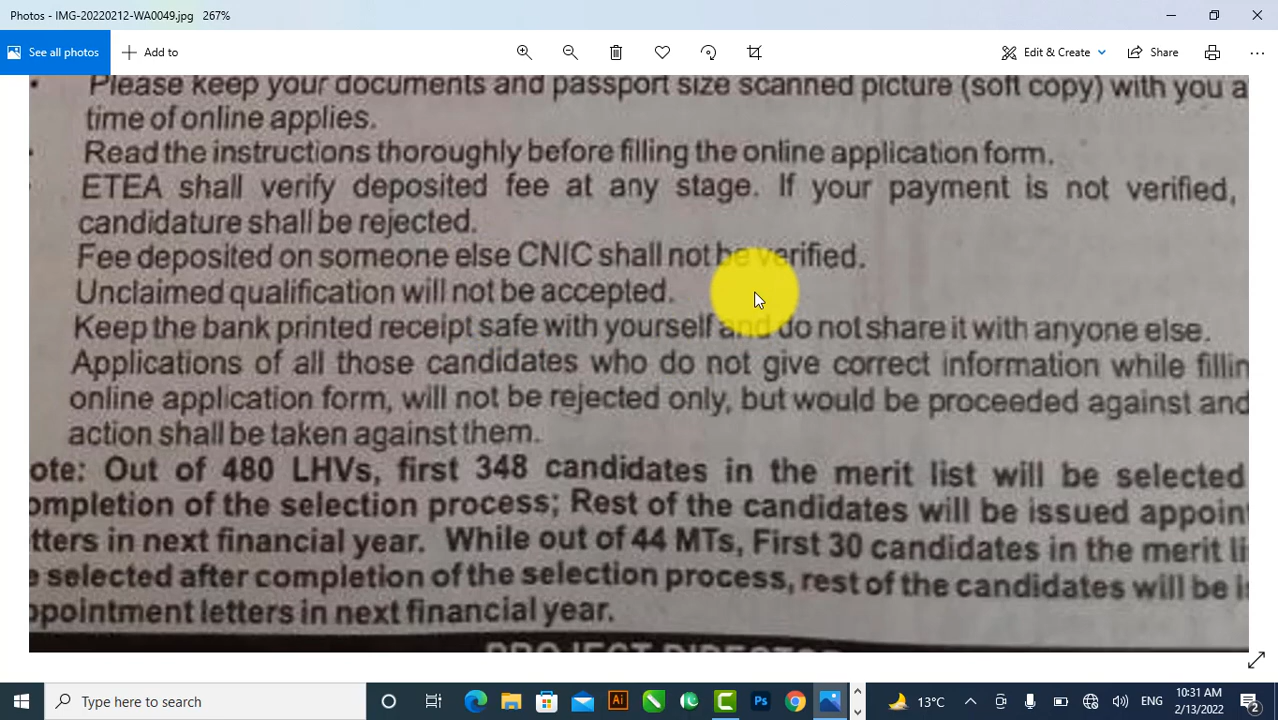 Photos - IMG-20220212-WA0049.jpg 267%
See all photos
Add to
Edit & Create
Share
Please keep your documents and passport size scanned picture (soft copy) with you a
time of online applies.
Read the instructions thoroughly before filling the online application form.
ETEA shall verify deposited fee at any stage. If your payment is not verified,
candidature shall be rejected.
Fee deposited on someone else CNIC shall not be verified.
Unclaimed qualification will not be accepted.
Keep the bank printed receipt safe with yourself and do not share it with anyone else.
Applications of all those candidates who do not give correct information while fillin
online application form, will not be rejected only, but would be proceeded against and
action shall be taken against them.
ote: Out of 480 LHVs, first 348 candidates in the merit list will be selected
ompletion of the selection process; Rest of the candidates will be issued appoint
tters in next financial year. While out of 44 MTs, First 30 candidates in the merit li
e selected after completion of the selection process, rest of the candidates will be is
ppointment letters in next financial year.
PROJECT DIRECTOR
Type here to search
Ai
Ps
13°C
ENG
10:31 AM
2/13/2022
2